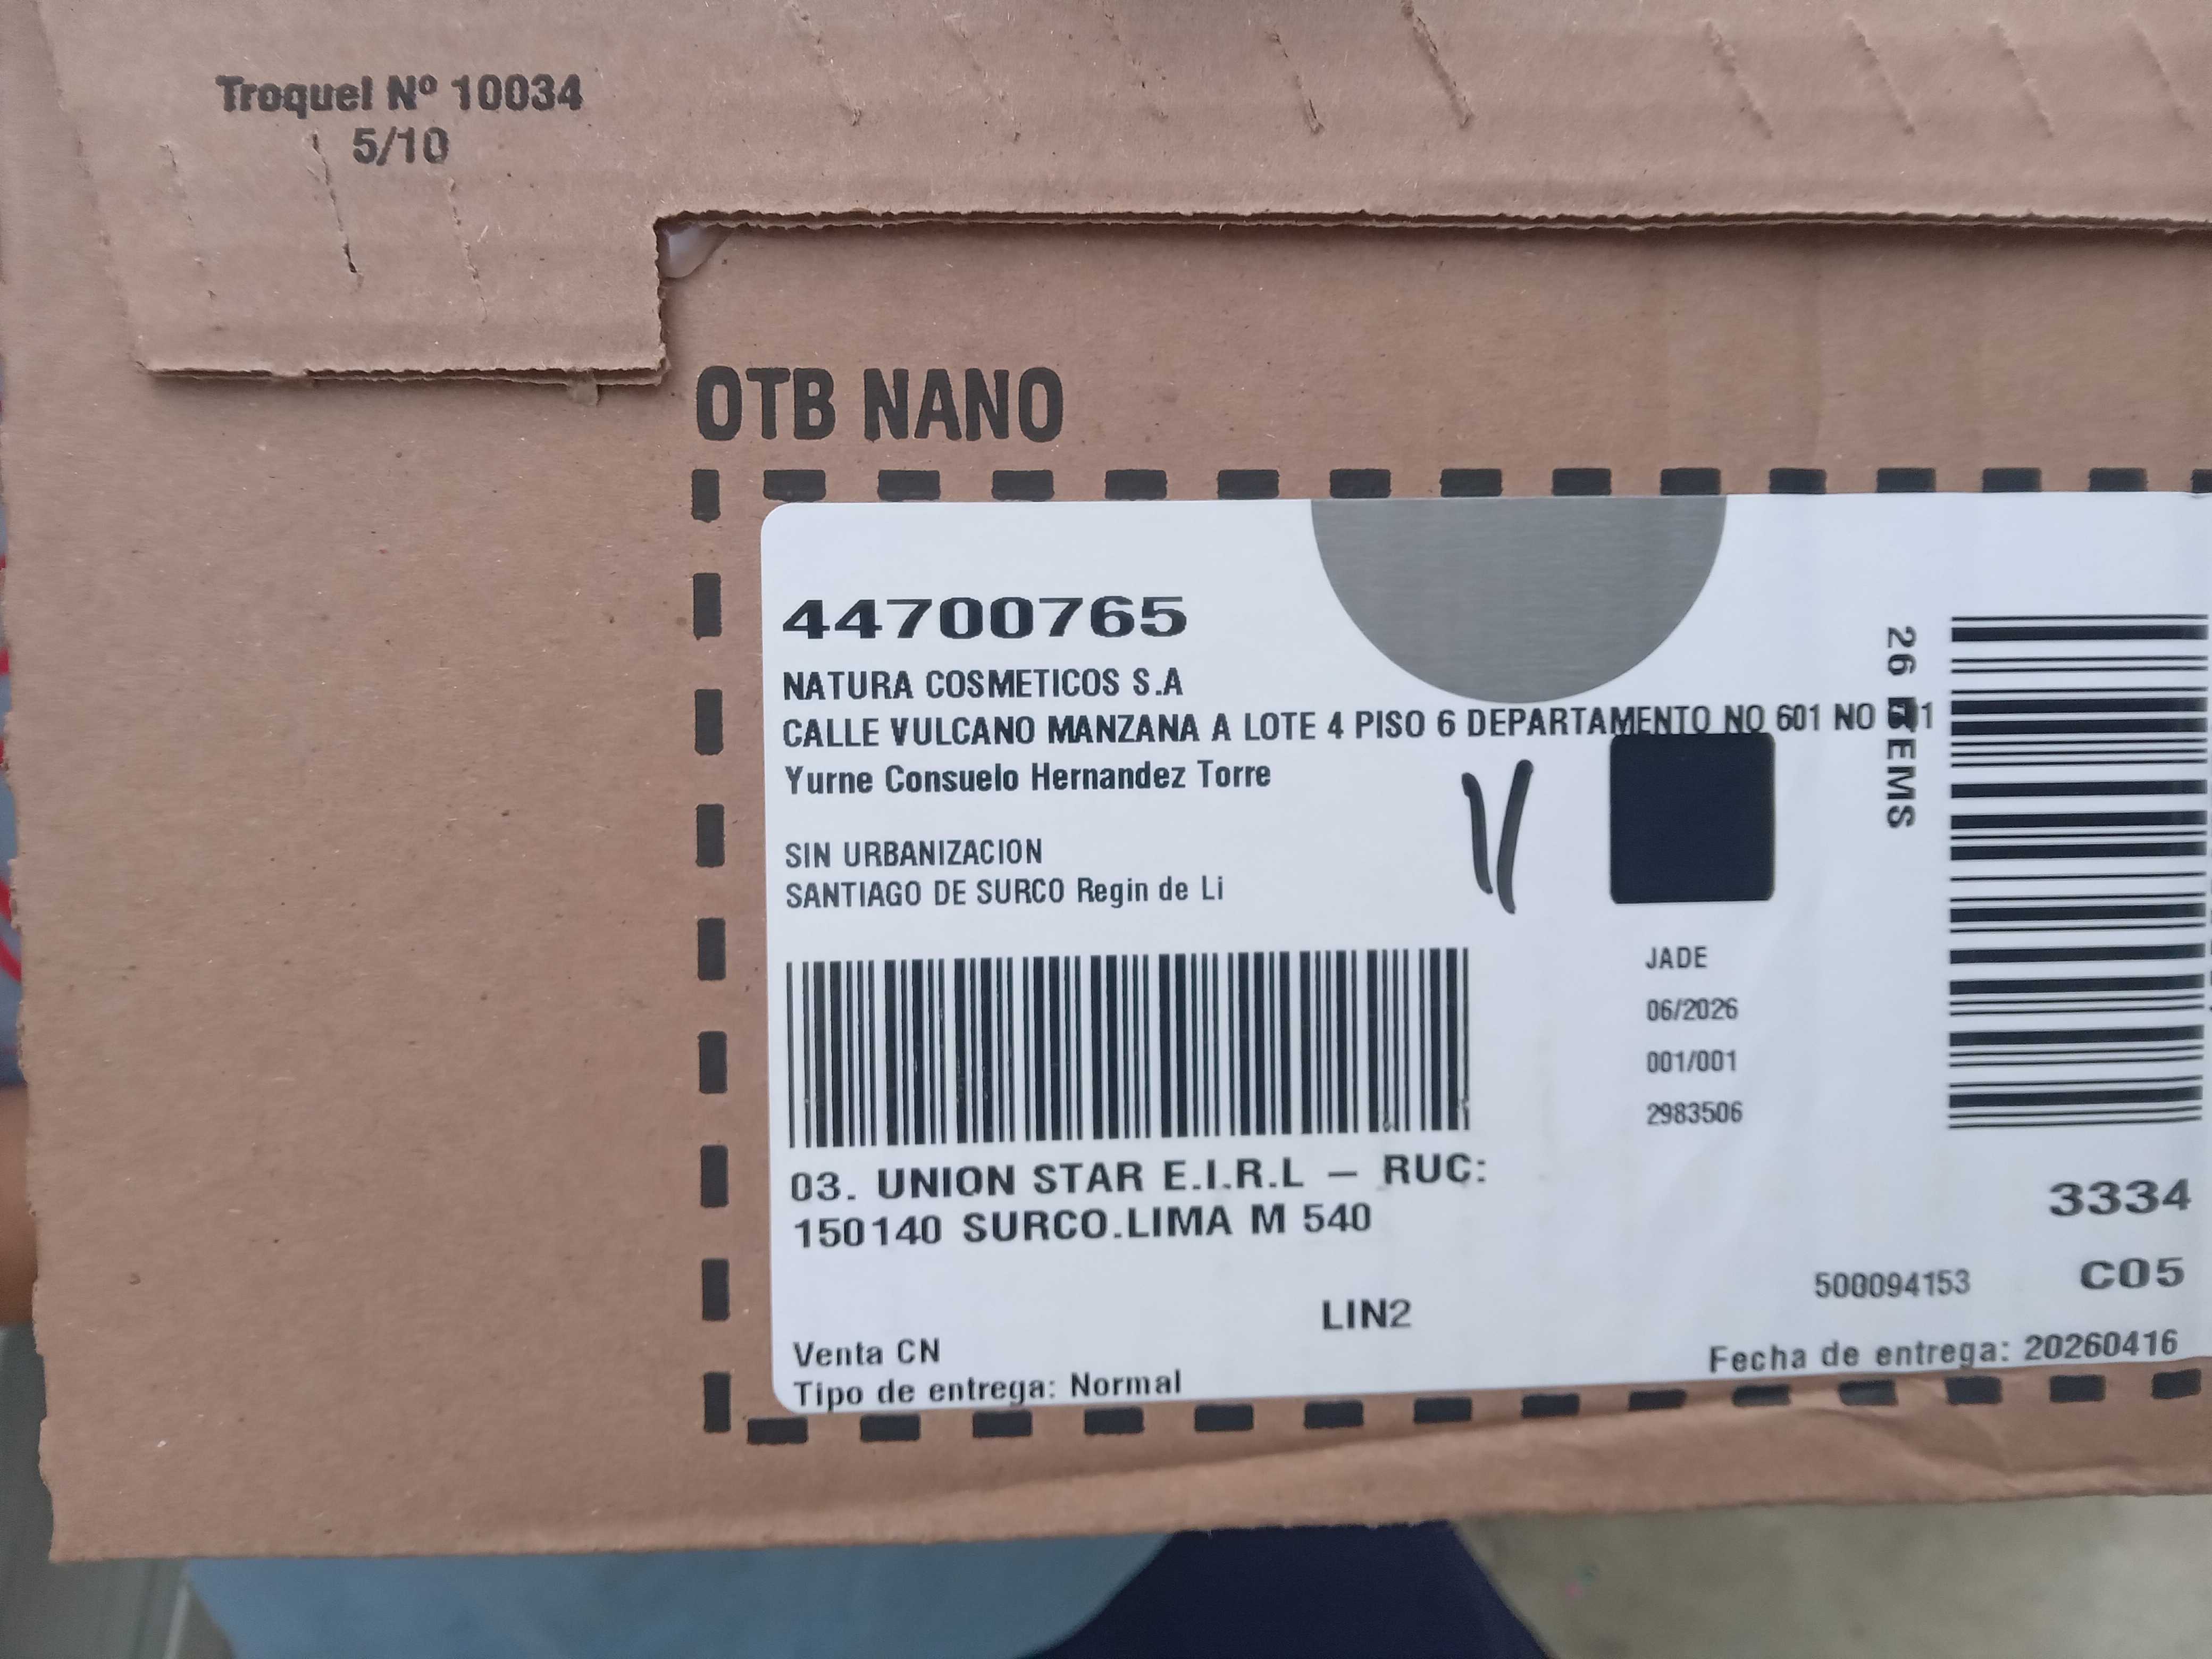 Troquel Nº 10034
5/10
OTB NANO
44700765
NATURA COSMETICOS S.A
CALLE VULCANO MANZANA A LOTE 4 PISO 6 DEPARTAMENTO NO 601 NO
Yurne Consuelo Hernandez Torre
SIN URBANIZACION
SANTIAGO DE SURCO Regin de Li
26 ITEMS
JADE
06/2026
001/001
2983506
03. UNION STAR E.I.R.L – RUC:
150140 SURCO.LIMA M 540
3334
500094153 C05
LIN2
Venta CN
Fecha de entrega: 20260416
Tipo de entrega: Normal